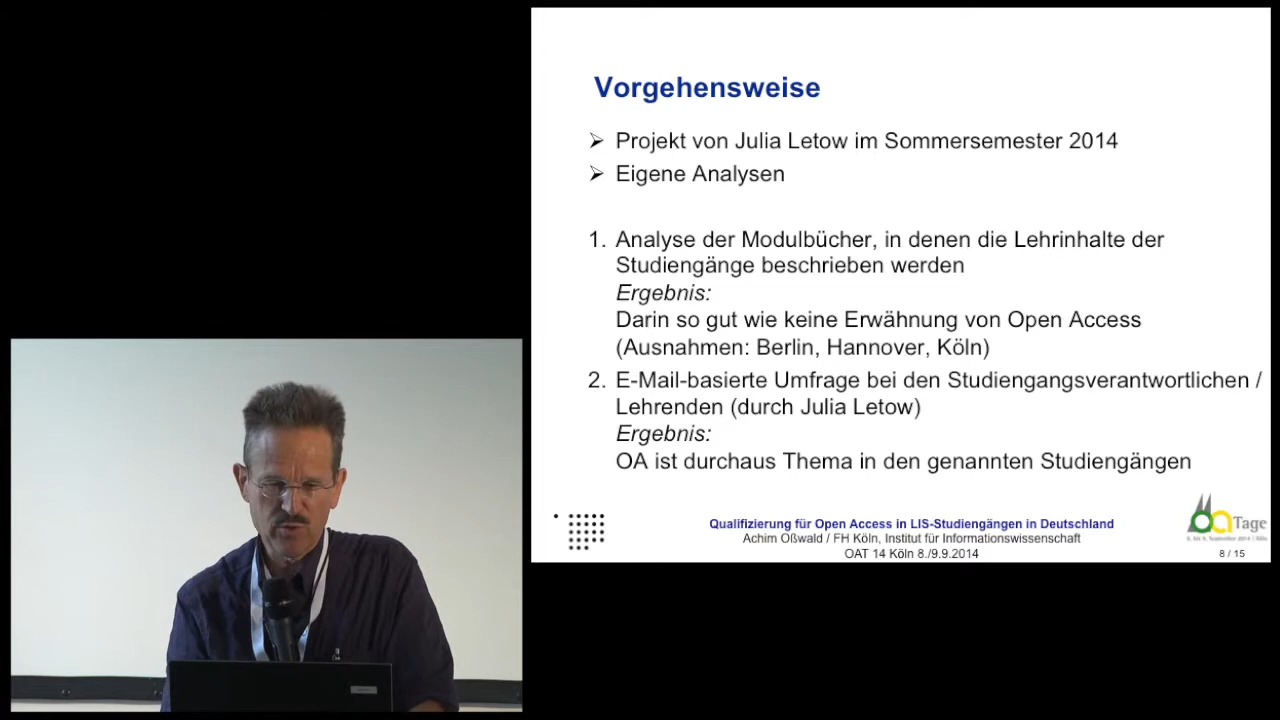 Vorgehensweise
Projekt von Julia Letow im Sommersemester 2014
Eigene Analysen
1. Analyse der Modulbücher, in denen die Lehrinhalte der
Studiengänge beschrieben werden
Ergebnis:
Darin so gut wie keine Erwähnung von Open Access
(Ausnahmen: Berlin, Hannover, Köln)
2. E-Mail-basierte Umfrage bei den Studiengangsverantwortlichen /
Lehrenden (durch Julia Letow)
Ergebnis:
OA ist durchaus Thema in den genannten Studiengängen
Qualifizierung für Open Access in LIS-Studiengängen in Deutschland
Achim Oßwald / FH Köln, Institut für Informationswissenschaft
OAT 14 Köln 8./9.9.2014
oa Tage
8 / 15